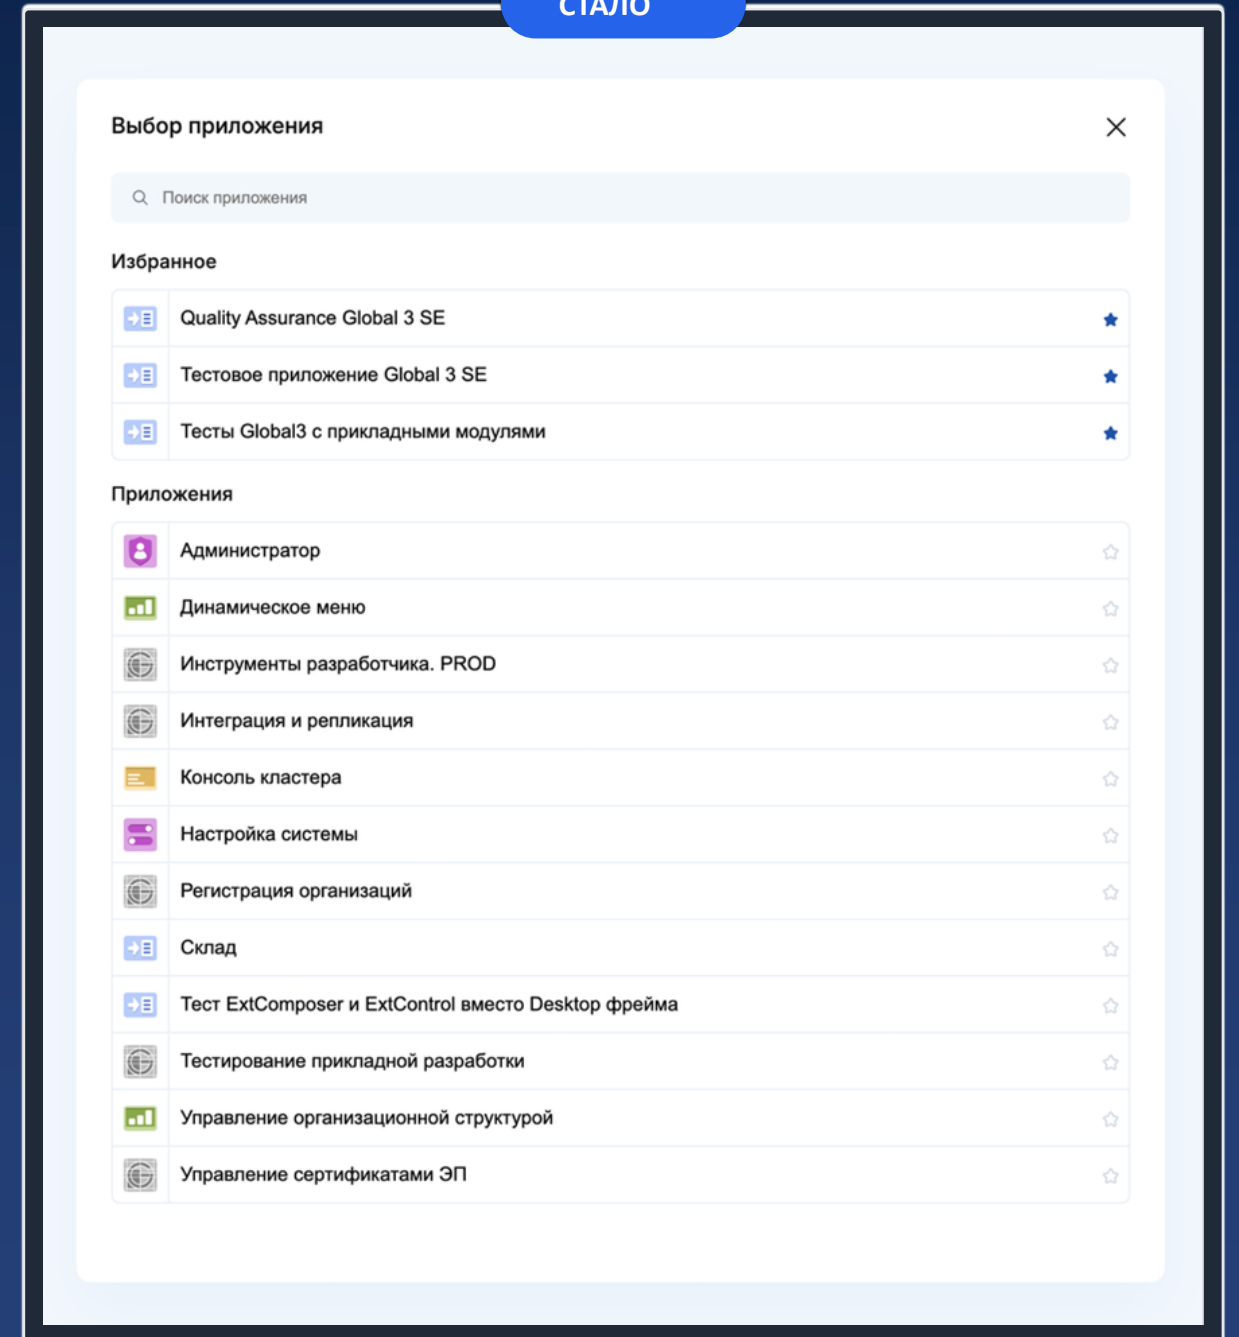 СТАЛО
Выбор приложения
Поиск приложения
Избранное
Quality Assurance Global 3 SE
Тестовое приложение Global 3 SE
Тесты Global3 с прикладными модулями
Приложения
Администратор
Динамическое меню
Инструменты разработчика. PROD
Интеграция и репликация
Консоль кластера
Настройка системы
Регистрация организаций
Склад
Тест ExtComposer и ExtControl вместо Desktop фрейма
Тестирование прикладной разработки
Управление организационной структурой
Управление сертификатами ЭП